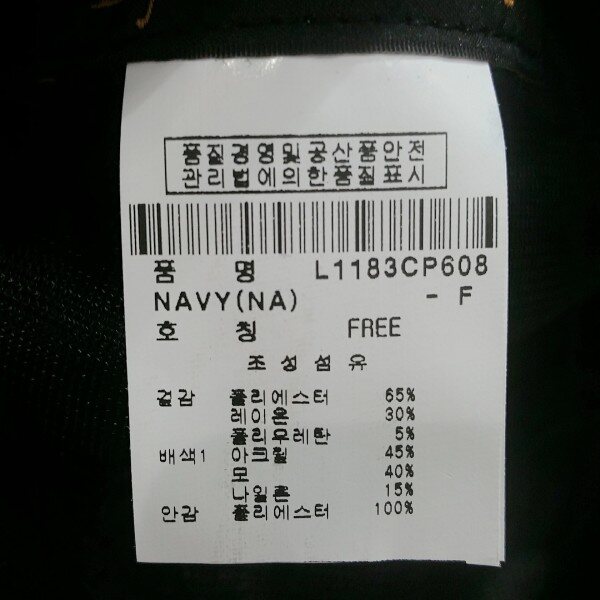 품질경영및공산품안전
관리법에의한품질표시
품 명 L1183CP608
NAVY(NA) - F
호 칭 FREE
조성섬유
겉감 폴리에스터 65%
레이온 30%
폴리우레탄 5%
배색1 아크릴 45%
모 40%
나일론 15%
안감 폴리에스터 100%